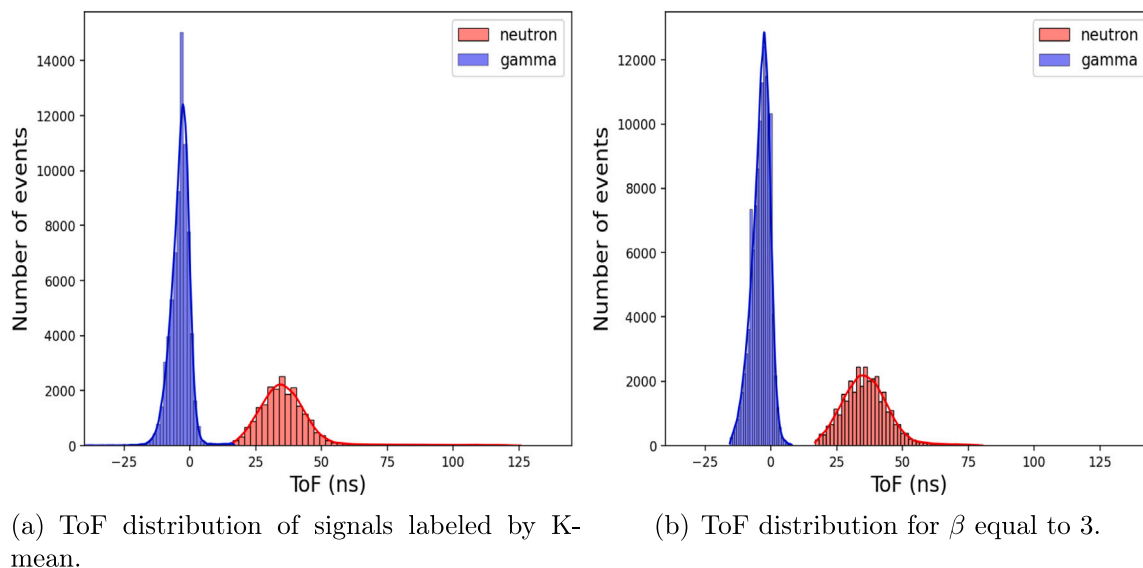 neutron
gamma
14000
12000
10000
8000
6000
4000
2000
0
Number of events
−25
0
25
50
75
100
125
ToF (ns)
(a) ToF distribution of signals labeled by K-
mean.
neutron
gamma
12000
10000
8000
6000
4000
2000
0
Number of events
−25
0
25
50
75
100
125
ToF (ns)
(b) ToF distribution for β equal to 3.